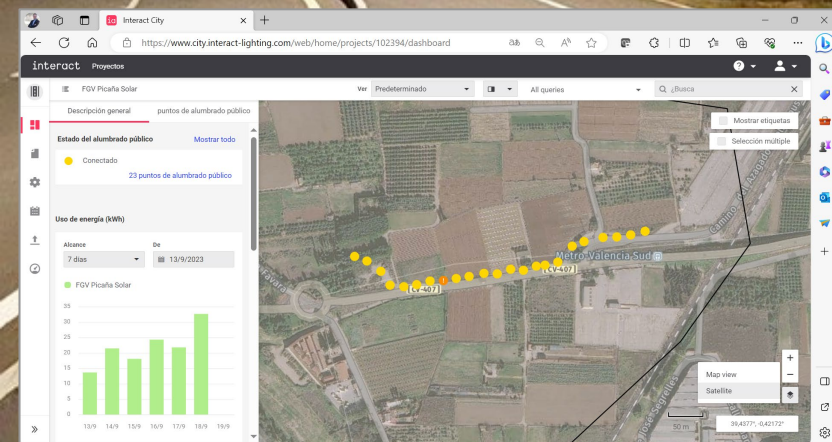 Interact City
https://www.city.interact-lighting.com/web/home/projects/102394/dashboard
interact Proyectos
FGV Picaña Solar
Ver Predeterminado
All queries
¿Busca
Descripción general
puntos de alumbrado público
Mostrar etiquetas
Selección múltiple
Estado del alumbrado público
Mostrar todo
Conectado
23 puntos de alumbrado público
Uso de energía (kWh)
Alcance
De
7 días
13/9/2023
FGV Picaña Solar
35
30
25
20
15
10
5
0
13/9 14/9 15/9 16/9 17/9 18/9 19/9
Metro-Valencia Sud
CV-407
CV-407
Map view
Satellite
50 m
39,4377°, -0,42172°